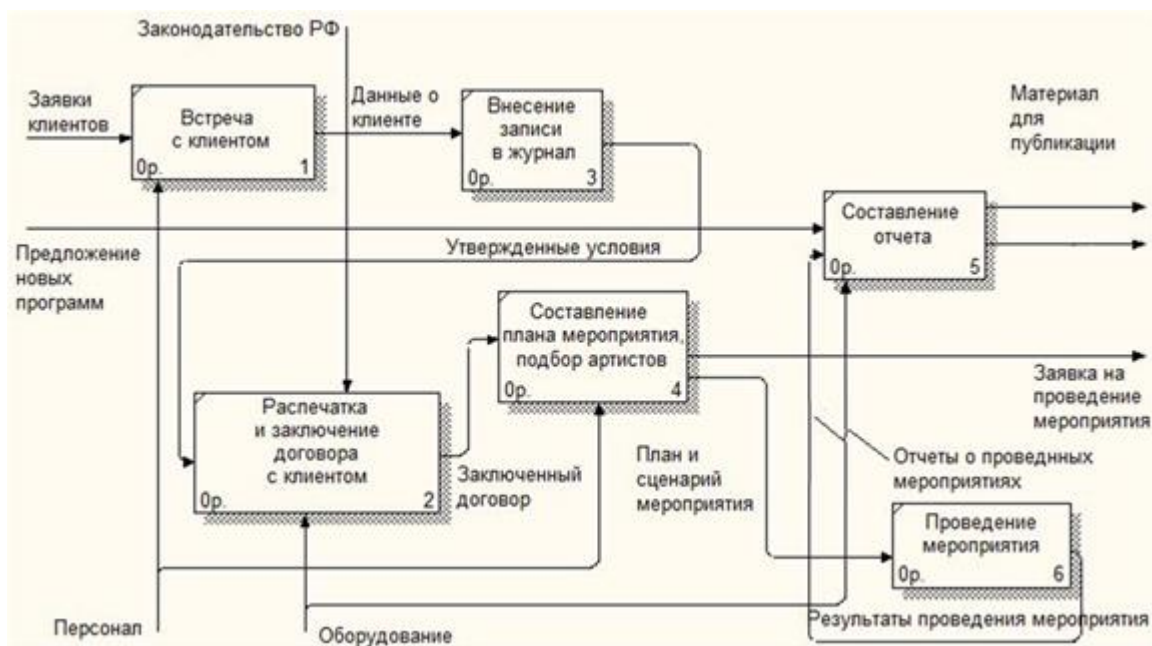 Законодательство РФ
Заявки
клиентов
Встреча
с клиентом
0р. 1
Данные о
клиенте
Внесение
записи
в журнал
0р. 3
Материал
для
публикации
Составление
отчета
0р. 5
Предложение
новых
программ
Утвержденные условия
Составление
плана мероприятия,
подбор артистов
0р. 4
Заявка на
проведение
мероприятия
Распечатка
и заключение
договора
с клиентом
0р. 2
Заключенный
договор
План и
сценарий
мероприятия
Отчеты о проведнных
мероприятиях
Проведение
мероприятия
0р. 6
Персонал
Оборудование
Результаты проведения мероприятия